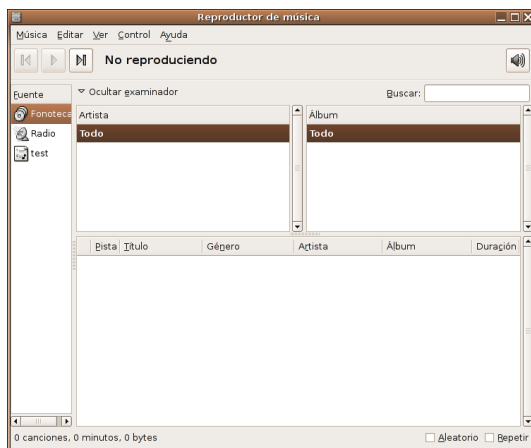 Reproductor de música
Música Editar Ver Control Ayuda
No reproduciendo
Fuente
Fonoteca
Radio
test
Ocultar examinador
Buscar:
Artista
Todo
Álbum
Todo
Pista Título Género Artista Álbum Duración
0 canciones, 0 minutos, 0 bytes
Aleatorio Repetir